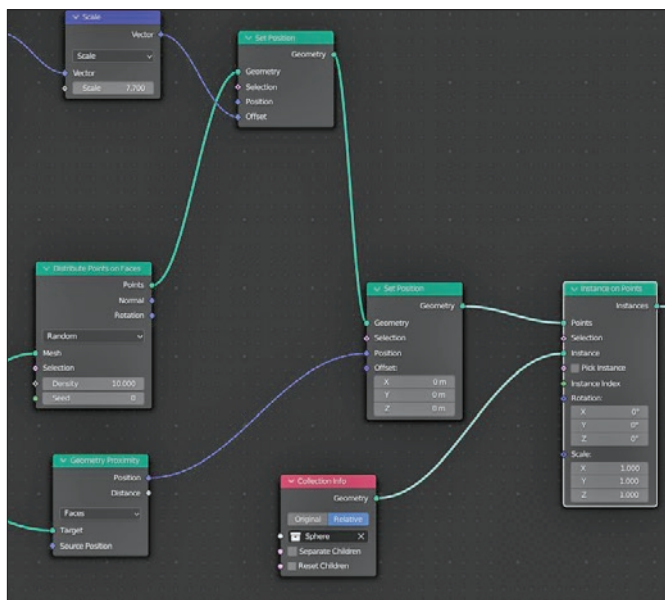 Scale
Vector
Scale
Vector
Scale 7.700
Set Position
Geometry
Geometry
Selection
Position
Offset
Distribute Points on Faces
Points
Normal
Rotation
Random
Mesh
Selection
Density 10.000
Seed 0
Geometry Proximity
Position
Distance
Faces
Target
Source Position
Set Position
Geometry
Geometry
Selection
Position
Offset:
X 0 m
Y 0 m
Z 0 m
Collection Info
Geometry
Original Relative
Sphere
Separate Children
Reset Children
Instance on Points
Instances
Points
Selection
Instance
Pick Instance
Instance Index
Rotation:
X 0°
Y 0°
Z 0°
Scale:
X 1.000
Y 1.000
Z 1.000